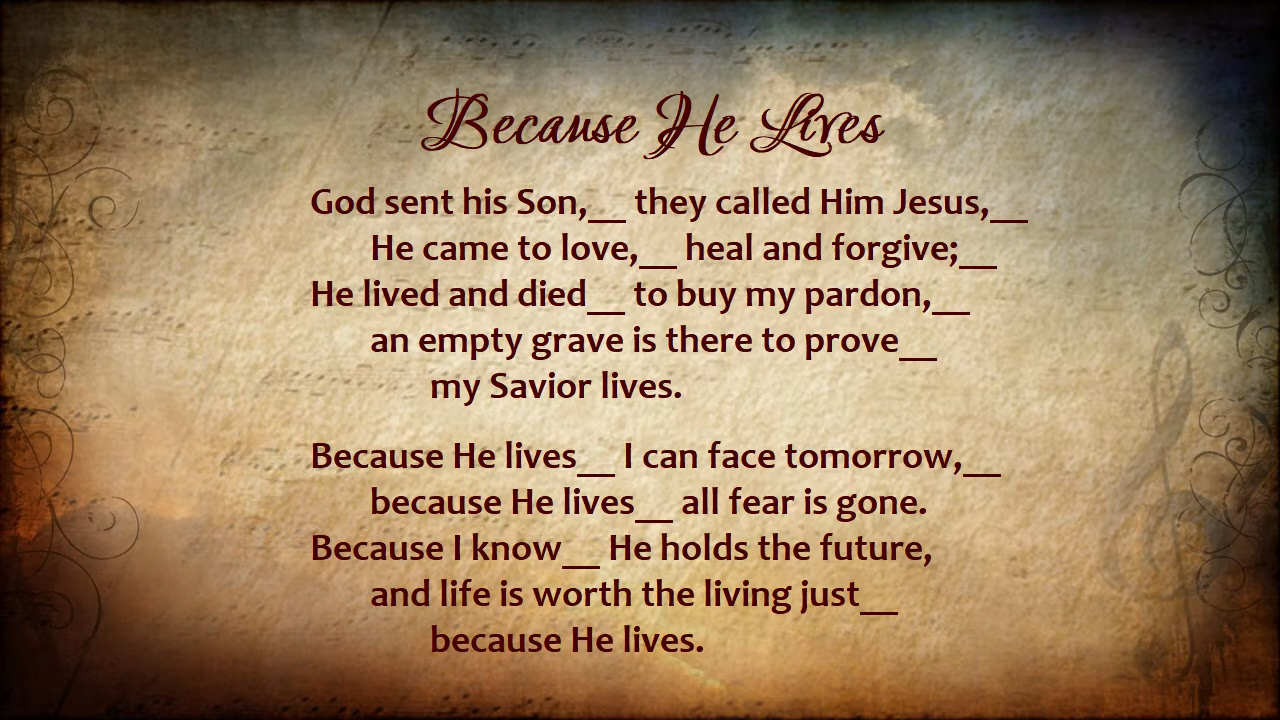 Because He Lives
God sent his Son,__ they called Him Jesus,__
He came to love,__ heal and forgive;__
He lived and died__ to buy my pardon,__
an empty grave is there to prove__
my Savior lives.
Because He lives__ I can face tomorrow,__
because He lives__ all fear is gone.
Because I know__ He holds the future,
and life is worth the living just__
because He lives.